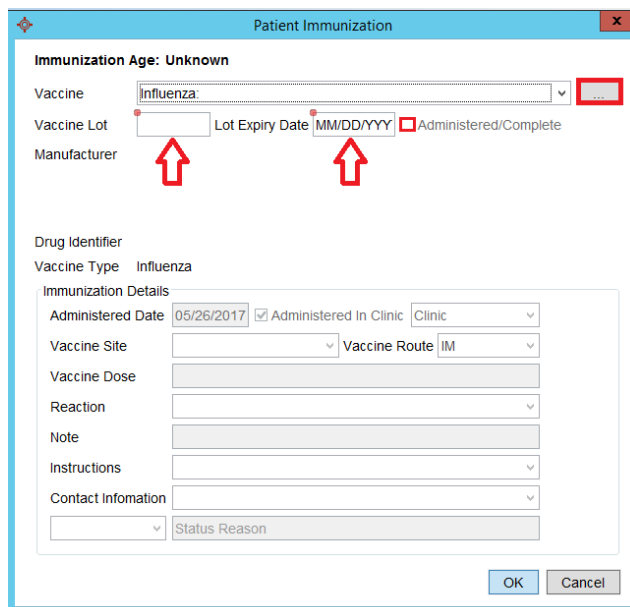 Patient Immunization
x
Immunization Age: Unknown
Vaccine Influenza: ...
Vaccine Lot Lot Expiry Date MM/DD/YYY Administered/Complete
Manufacturer
Drug Identifier
Vaccine Type Influenza
Immunization Details
Administered Date 05/26/2017 Administered In Clinic Clinic
Vaccine Site Vaccine Route IM
Vaccine Dose
Reaction
Note
Instructions
Contact Infomation
Status Reason
OK Cancel